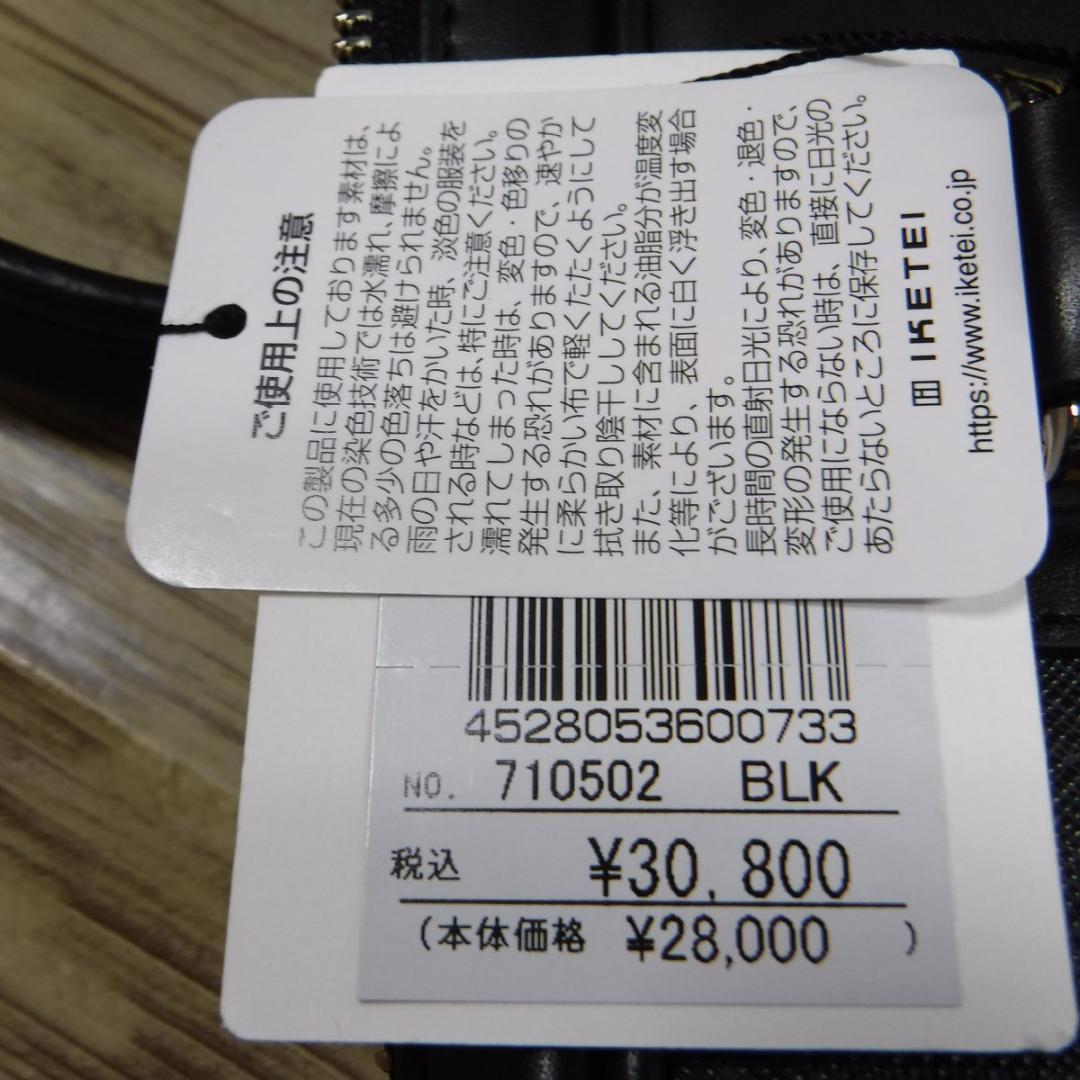 ご使用上の注意
この製品に使用しております素材は、
現在の染色技術では水濡れ、摩擦によ
る多少の色落ちは避けられません。
雨の日や汗をかいた時、淡色の服装を
される時などは、特にご注意ください。
濡れてしまった時は、変色・色移りの
発生する恐れがありますので、速やか
に柔らかい布で軽くたたくようにして
拭き取り陰干ししてください。
また、素材に含まれる油脂分が温度変
化等により、表面に白く浮き出す場合
がございます。
長時間の直射日光により、変色・退色・
変形の発生する恐れがありますので、
ご使用にならない時は、直接に日光の
あたらないところに保存してください。
IKETEI
https://www.iketei.co.jp
4528053600733
NO. 710502 BLK
税込 ¥30,800
(本体価格 ¥28,000 )